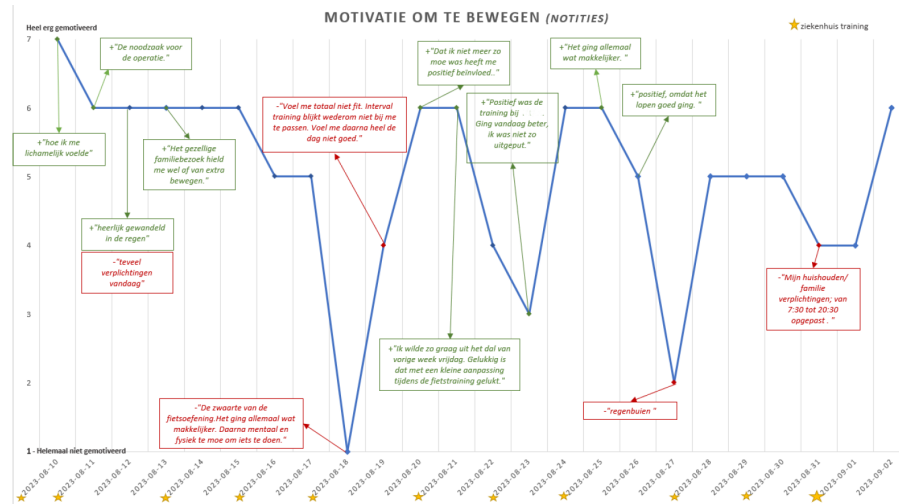 MOTIVATIE OM TE BEWEGEN (NOTITIES)
Heel erg gemotiveerd
ziekenhuis training
7
+"De noodzaak voor
de operatie."
+"Dat ik niet meer zo
moe was heeft me
positief beïnvloed.."
+"Het ging allemaal
wat makkelijker. "
-"Voel me totaal niet fit. Interval
training blijkt wederom niet bij me
te passen. Voel me daarna heel de
dag niet goed."
+"Positief was de
training bij
Ging vandaag beter,
ik was niet zo
uitgeput."
+"positief, omdat het
lopen goed ging. "
6
+"hoe ik me
lichamelijk voelde"
+"Het gezellige
familiebezoek hield
me wel af van extra
bewegen."
5
+"heerlijk gewandeld
in de regen"
4
-"teveel
verplichtingen
vandaag"
-"Mijn huishouden/
familie
verplichtingen; van
7:30 tot 20:30
opgepast . "
3
+"Ik wilde zo graag uit het dal van
vorige week vrijdag. Gelukkig is
dat met een kleine aanpassing
tijdens de fietstraining gelukt."
2
-"De zwaarte van de
fietsoefening.Het ging allemaal wat
makkelijker. Daarna mentaal en
fysiek te moe om iets te doen."
-"regenbuien "
1 - Helemaal niet gemotiveerd
2023-08-10
2023-08-11
2023-08-12
2023-08-13
2023-08-14
2023-08-15
2023-08-16
2023-08-17
2023-08-18
2023-08-19
2023-08-20
2023-08-21
2023-08-22
2023-08-23
2023-08-24
2023-08-25
2023-08-26
2023-08-27
2023-08-28
2023-08-29
2023-08-30
2023-08-31
2023-09-01
2023-09-02